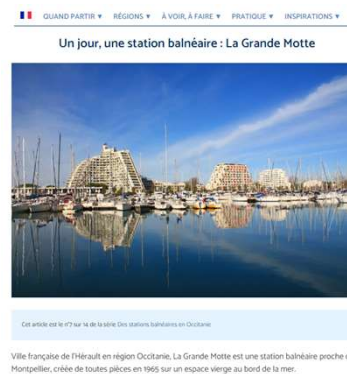 QUAND PARTIR ▼ RÉGIONS ▼ À VOIR, À FAIRE ▼ PRATIQUE ▼ INSPIRATIONS ▼
Un jour, une station balnéaire : La Grande Motte
Cet article est le n°7 sur 14 de la série Des stations balnéaires en Occitanie
Ville française de l'Hérault en région Occitanie, La Grande Motte est une station balnéaire proche
Montpellier, créée de toutes pièces en 1965 sur un espace vierge au bord de la mer.